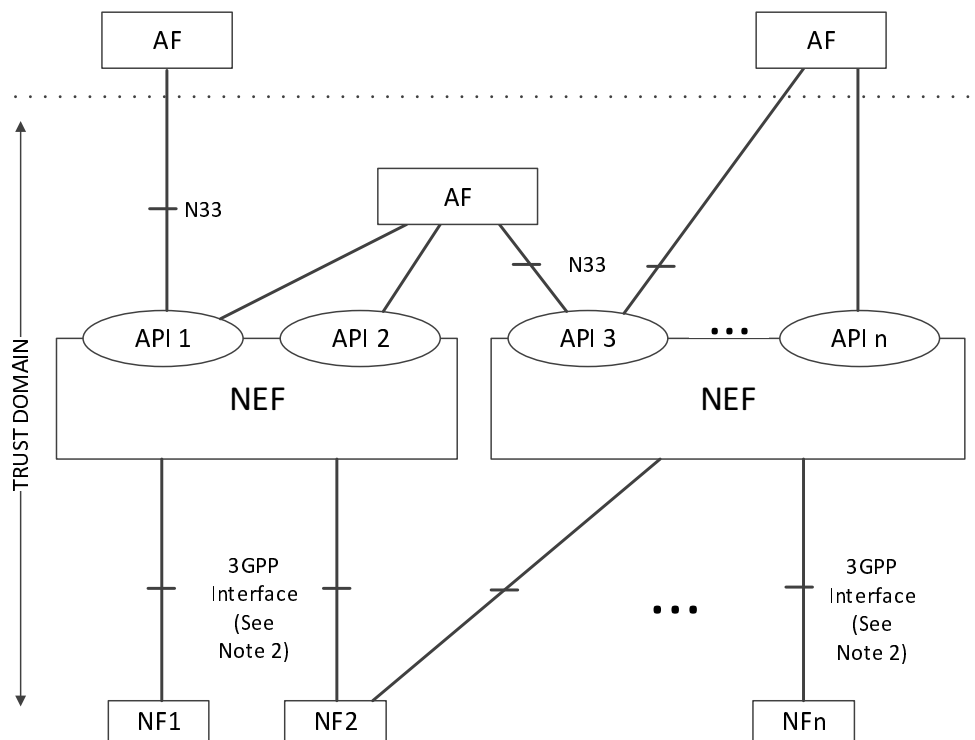 AF
AF
AF
N33
N33
API 1
API 2
API 3
...
API n
NEF
NEF
TRUST DOMAIN
3GPP
Interface
(See
Note 2)
...
3GPP
Interface
(See
Note 2)
NF1
NF2
NFn